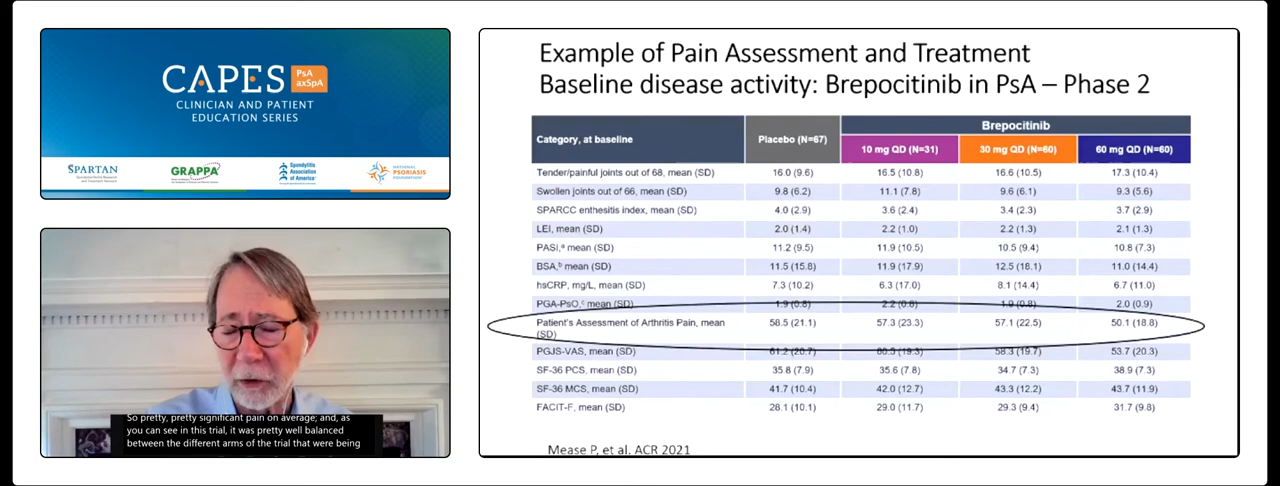 CAPES PsA
axSpA
CLINICIAN AND PATIENT
EDUCATION SERIES
SPARTAN
GRAPPA
Spondylitis
Association
of America
NATIONAL
PSORIASIS
FOUNDATION
So pretty, pretty significant pain on average; and, as
you can see in this trial, it was pretty well balanced
between the different arms of the trial that were being
Example of Pain Assessment and Treatment
Baseline disease activity: Brepocitinib in PsA – Phase 2
Category, at baseline Placebo (N=67) Brepocitinib
10 mg QD (N=31) 30 mg QD (N=60) 60 mg QD (N=60)
Tender/painful joints out of 68, mean (SD) 16.0 (9.6) 16.5 (10.8) 16.6 (10.5) 17.3 (10.4)
Swollen joints out of 66, mean (SD) 9.8 (6.2) 11.1 (7.8) 9.6 (6.1) 9.3 (5.6)
SPARCC enthesitis index, mean (SD) 4.0 (2.9) 3.6 (2.4) 3.4 (2.3) 3.7 (2.9)
LEI, mean (SD) 2.0 (1.4) 2.2 (1.0) 2.2 (1.3) 2.1 (1.3)
PASI,ᵃ mean (SD) 11.2 (9.5) 11.9 (10.5) 10.5 (9.4) 10.8 (7.3)
BSA,ᵇ mean (SD) 11.5 (15.8) 11.9 (17.9) 12.5 (18.1) 11.0 (14.4)
hsCRP, mg/L, mean (SD) 7.3 (10.2) 6.3 (17.0) 8.1 (14.4) 6.7 (11.0)
PGA-PsO,ᶜ mean (SD) 1.9 (0.8) 2.2 (0.8) 1.9 (0.8) 2.0 (0.9)
Patient's Assessment of Arthritis Pain, mean
(SD) 58.5 (21.1) 57.3 (23.3) 57.1 (22.5) 50.1 (18.8)
PGJS-VAS, mean (SD) 61.2 (20.7) 60.5 (19.3) 58.3 (19.7) 53.7 (20.3)
SF-36 PCS, mean (SD) 35.8 (7.9) 35.6 (7.8) 34.7 (7.3) 38.9 (7.3)
SF-36 MCS, mean (SD) 41.7 (10.4) 42.0 (12.7) 43.3 (12.2) 43.7 (11.9)
FACIT-F, mean (SD) 28.1 (10.1) 29.0 (11.7) 29.3 (9.4) 31.7 (9.8)
Mease P, et al. ACR 2021